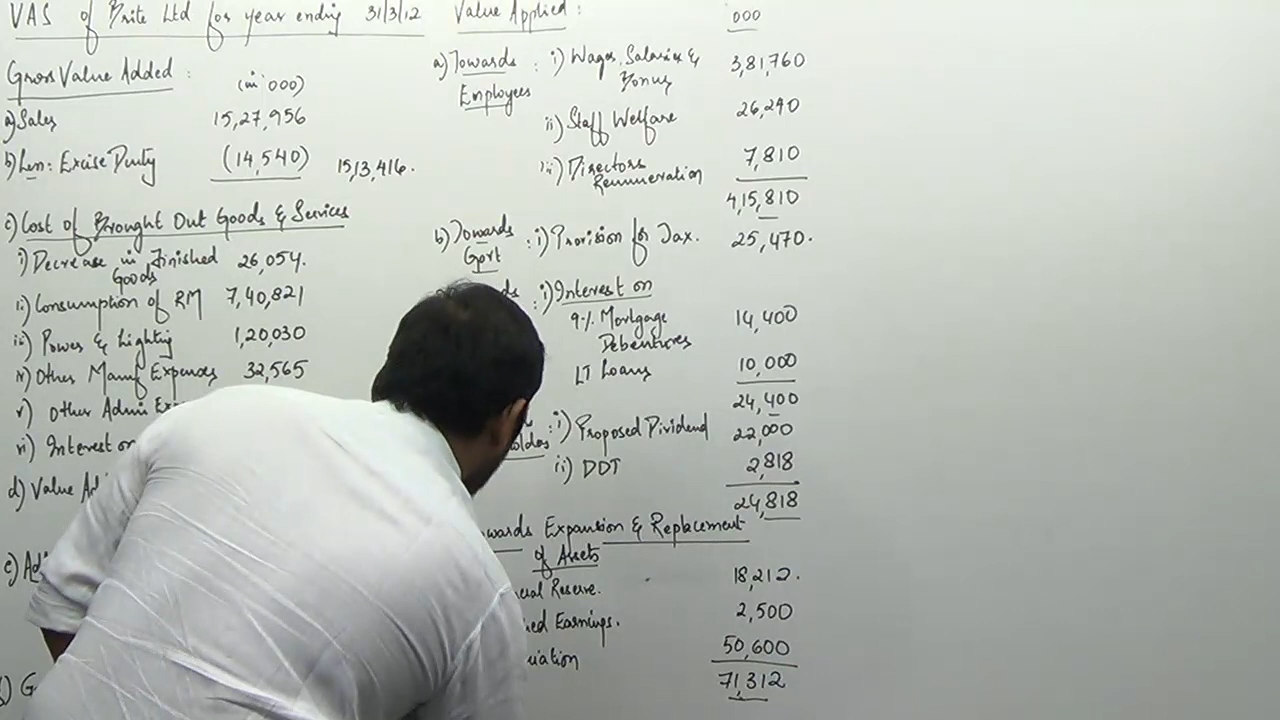 VAS of Brite Ltd for year ending 31/3/12
Gross Value Added :
(in '000)
a) Sales 15,27,956
b) Less: Excise Duty (14,540) 15,13,416.
c) Cost of Brought Out Goods & Services
i) Decrease in Finished 26,054.
Goods
ii) Consumption of RM 7,40,821
iii) Power & Lighting 1,20,030
iv) Other Manuf Expences 32,565
v) Other Admin
vi) Interest on
d) Value
e)
Value Applied :
000
a) Towards : i) Wages, Salaries & 3,81,760
Employees Bonus
ii) Staff Welfare 26,240
iii) Directors 7,810
Remuneration
4,15,810
b) Towards : i) Provision for Tax. 25,470.
Govt
: i) Interest on
9% Mortgage 14,400
Debentures
LT Loans 10,000
24,400
: i) Proposed Dividend 22,000
ii) DDT 2,818
24,818
Expansion & Replacement
of Assets
Reserve. 18,212.
Earnings. 2,500
50,600
71,312